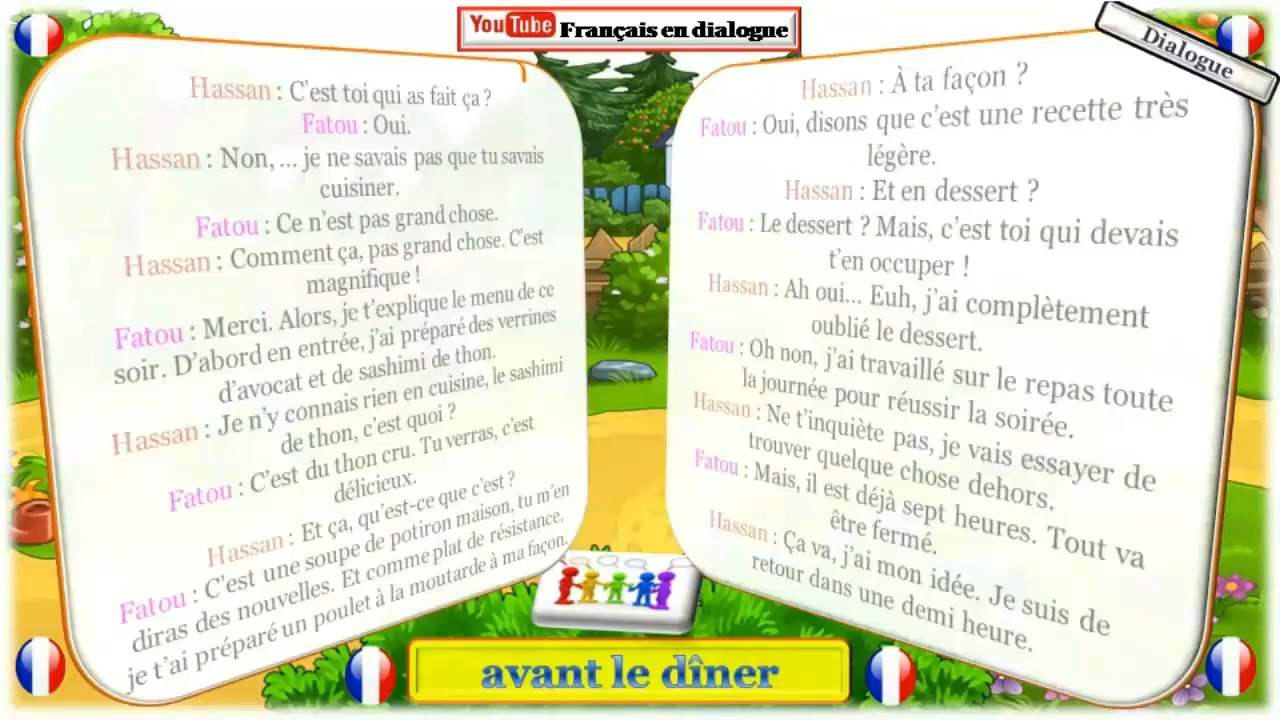 YouTube Français en dialogue
Dialogue
Hassan : C'est toi qui as fait ça ?
Fatou : Oui.
Hassan : Non, ... je ne savais pas que tu savais
cuisiner.
Fatou : Ce n'est pas grand chose.
Hassan : Comment ça, pas grand chose. C'est
magnifique !
Fatou : Merci. Alors, je t'explique le menu de ce
soir. D'abord en entrée, j'ai préparé des verrines
d'avocat et de sashimi de thon.
Hassan : Je n'y connais rien en cuisine, le sashimi
de thon, c'est quoi ?
Fatou : C'est du thon cru. Tu verras, c'est
délicieux.
Hassan : Et ça, qu'est-ce que c'est ?
Fatou : C'est une soupe de potiron maison, tu m'en
diras des nouvelles. Et comme plat de résistance,
je t'ai préparé un poulet à la moutarde à ma façon.
Hassan : À ta façon ?
Fatou : Oui, disons que c'est une recette très
légère.
Hassan : Et en dessert ?
Fatou : Le dessert ? Mais, c'est toi qui devais
t'en occuper !
Hassan : Ah oui... Euh, j'ai complètement
oublié le dessert.
Fatou : Oh non, j'ai travaillé sur le repas toute
la journée pour réussir la soirée.
Hassan : Ne t'inquiète pas, je vais essayer de
trouver quelque chose dehors.
Fatou : Mais, il est déjà sept heures. Tout va
être fermé.
Hassan : Ça va, j'ai mon idée. Je suis de
retour dans une demi heure.
avant le dîner